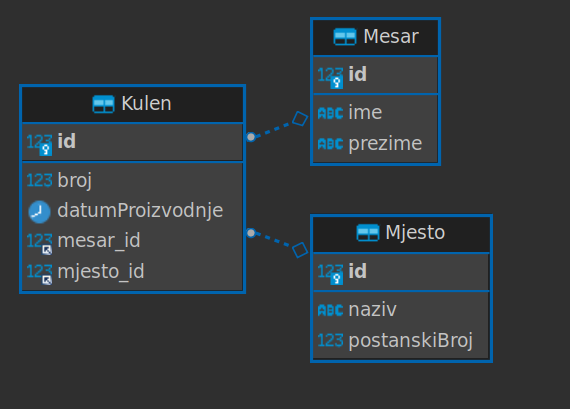 Kulen
123 id
123 broj
datumProizvodnje
123 mesar_id
123 mjesto_id
Mesar
123 id
ABC ime
ABC prezime
Mjesto
123 id
ABC naziv
123 postanskiBroj